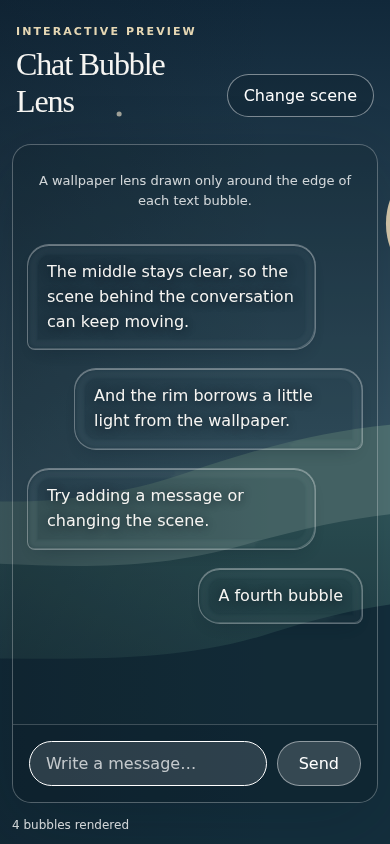 INTERACTIVE PREVIEW
Chat Bubble
Lens
Change scene
A wallpaper lens drawn only around the edge of
each text bubble.
The middle stays clear, so the
scene behind the conversation
can keep moving.
And the rim borrows a little
light from the wallpaper.
Try adding a message or
changing the scene.
A fourth bubble
Write a message…
Send
4 bubbles rendered